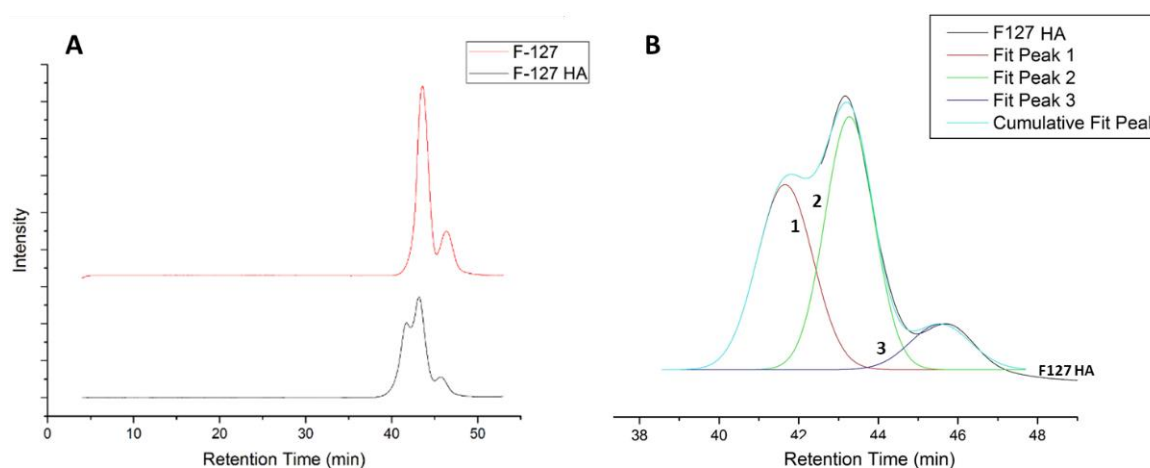 A
F-127
F-127 HA
Intensity
0 10 20 30 40 50
Retention Time (min)
B
F127 HA
Fit Peak 1
Fit Peak 2
Fit Peak 3
Cumulative Fit Peak
1
2
3
F127 HA
38 40 42 44 46 48
Retention Time (min)